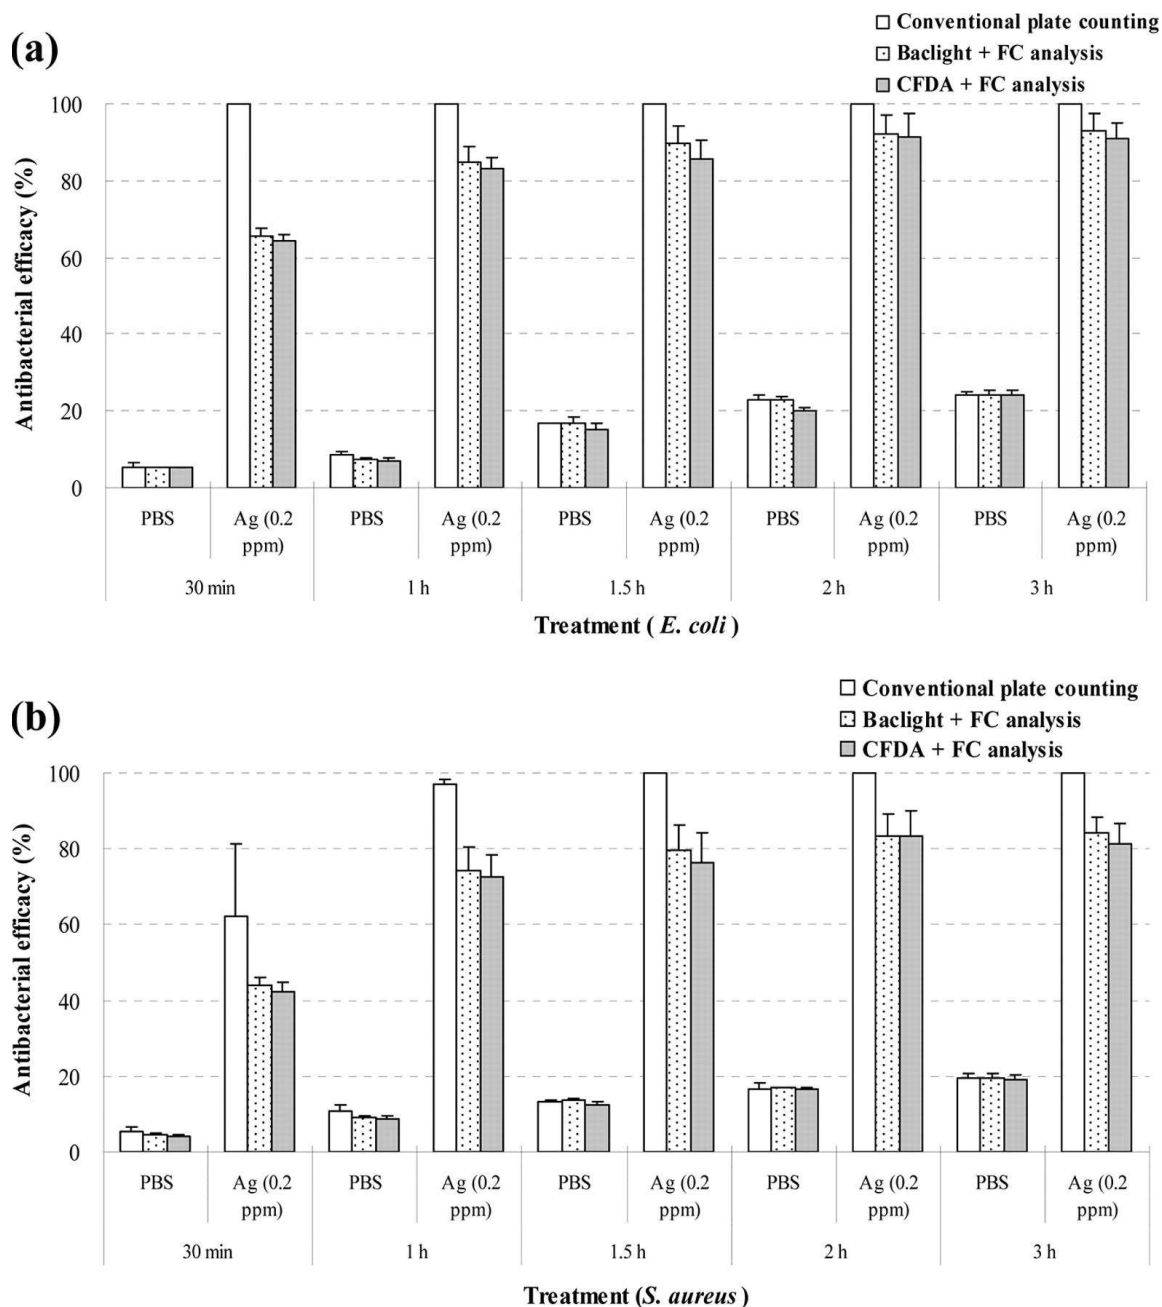 (a)
Conventional plate counting
Baclight + FC analysis
CFDA + FC analysis
Antibacterial efficacy (%)
100
80
60
40
20
0
PBS
Ag (0.2
ppm)
PBS
Ag (0.2
ppm)
PBS
Ag (0.2
ppm)
PBS
Ag (0.2
ppm)
PBS
Ag (0.2
ppm)
30 min
1 h
1.5 h
2 h
3 h
Treatment ( E. coli )
(b)
Conventional plate counting
Baclight + FC analysis
CFDA + FC analysis
Antibacterial efficacy (%)
100
80
60
40
20
0
PBS
Ag (0.2
ppm)
PBS
Ag (0.2
ppm)
PBS
Ag (0.2
ppm)
PBS
Ag (0.2
ppm)
PBS
Ag (0.2
ppm)
30 min
1 h
1.5 h
2 h
3 h
Treatment (S. aureus )